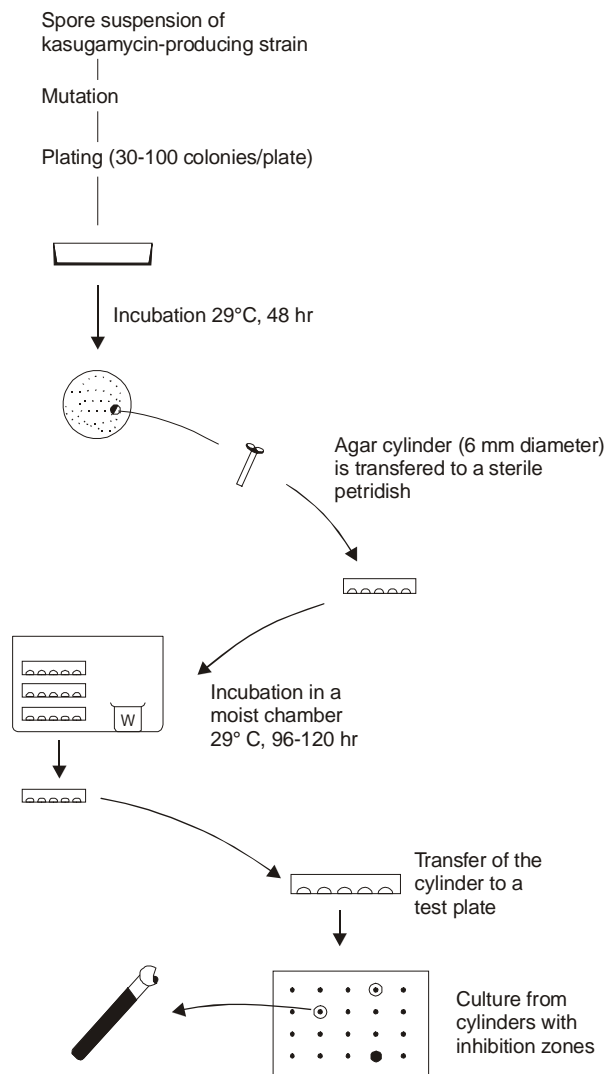 Spore suspension of
kasugamycin-producing strain
Mutation
Plating (30-100 colonies/plate)
Incubation 29°C, 48 hr
Agar cylinder (6 mm diameter)
is transfered to a sterile
petridish
Incubation in a
moist chamber
29° C, 96-120 hr
W
Transfer of the
cylinder to a
test plate
Culture from
cylinders with
inhibition zones